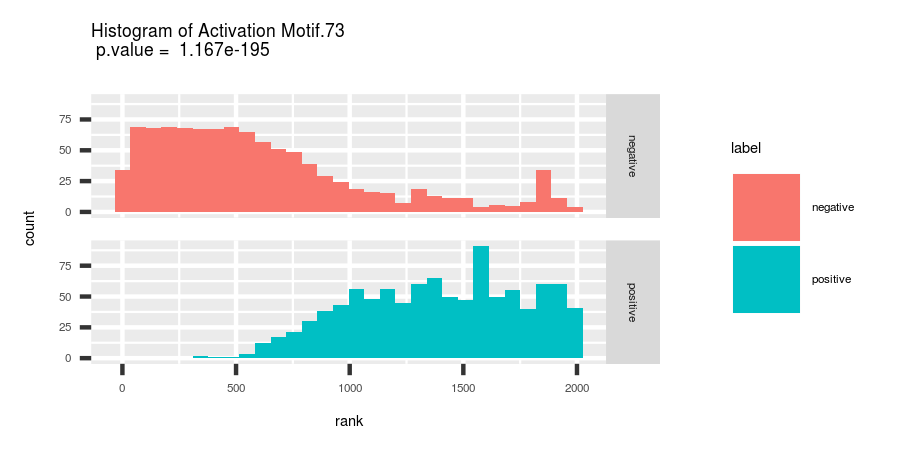 Histogram of Activation Motif.73
p.value =  1.167e-195
count
75
50
25
0
negative
75
50
25
0
positive
0 500 1000 1500 2000
rank
label
negative
positive